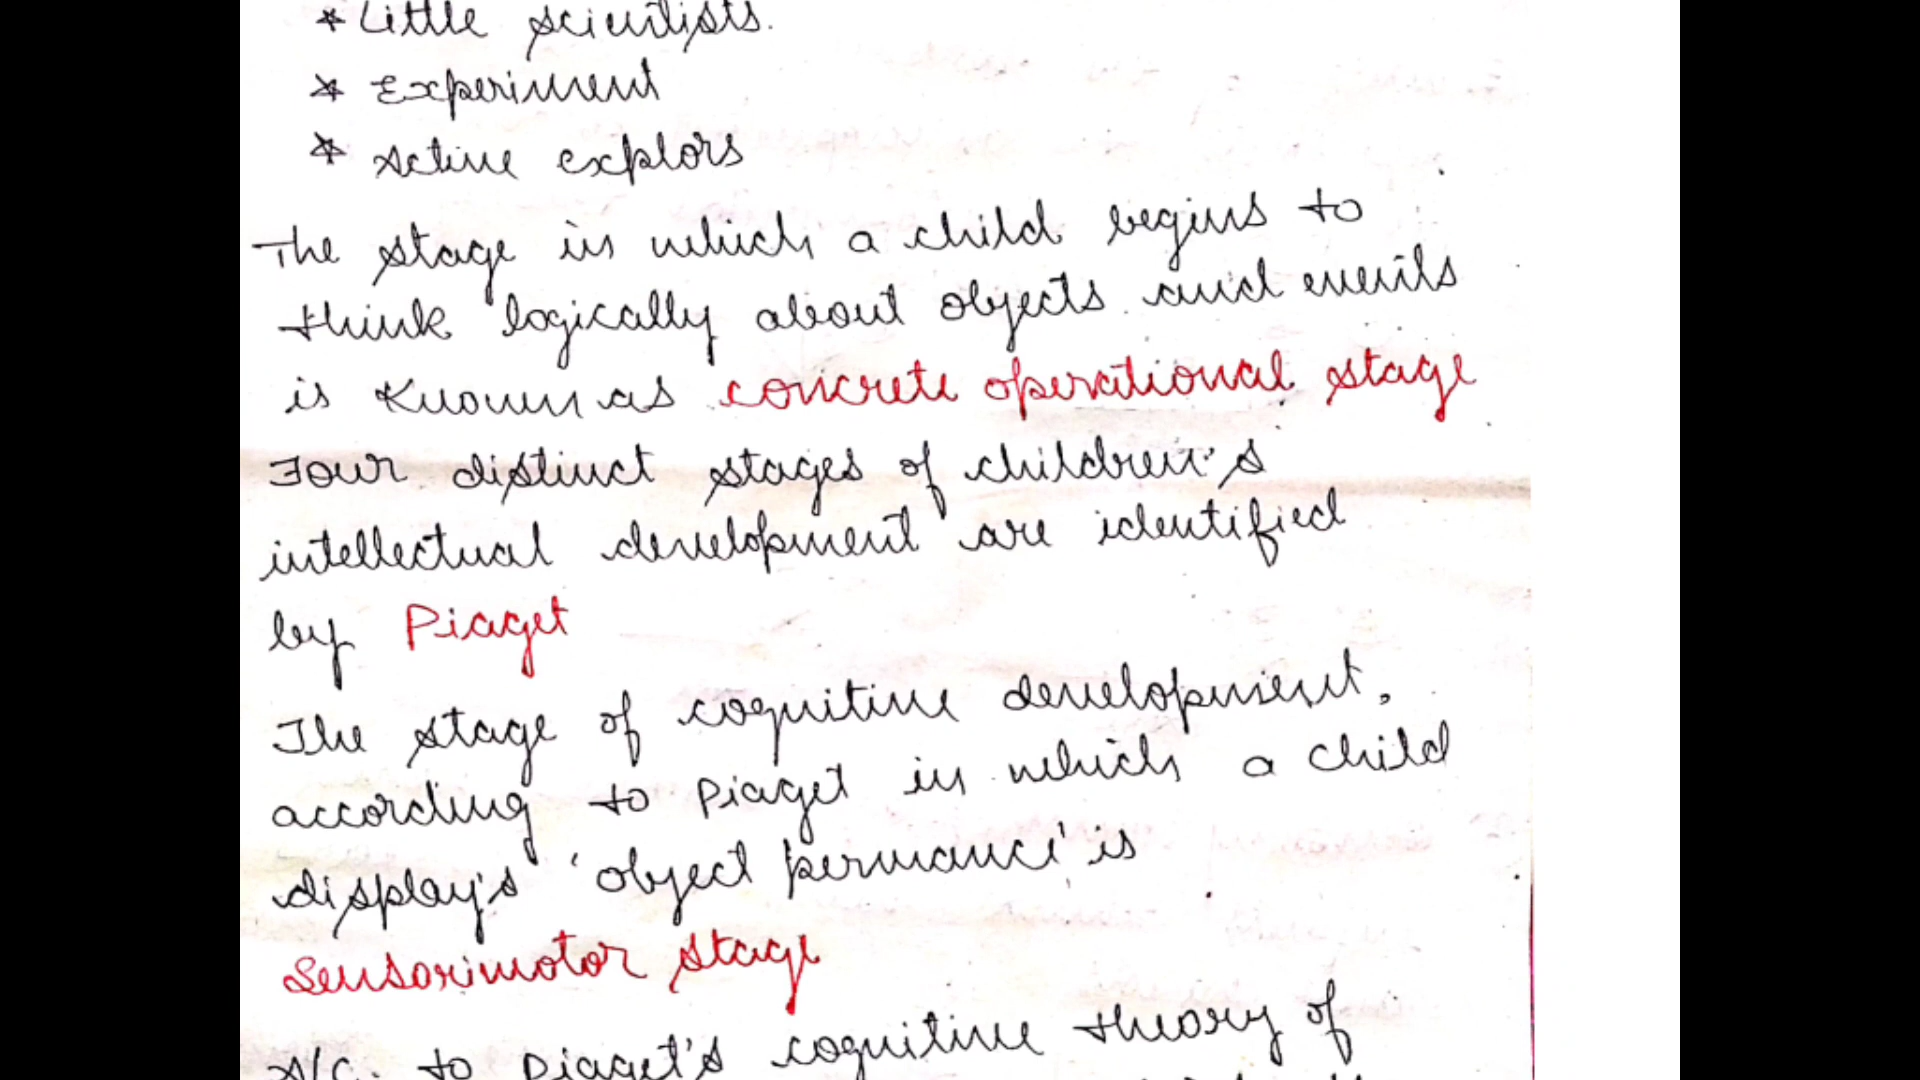 * Little scientists.
* Experiment
* Active explors
The stage in which a child begins to
think logically about objects and events
is Known as concrete operational stage
Four distinct stages of children's
intellectual development are identified
by Piaget
The stage of cognitive development,
according to Piaget in which a child
display's 'object permance' is
Sensorimotor stage
A/C. to Piaget's cognitive theory of